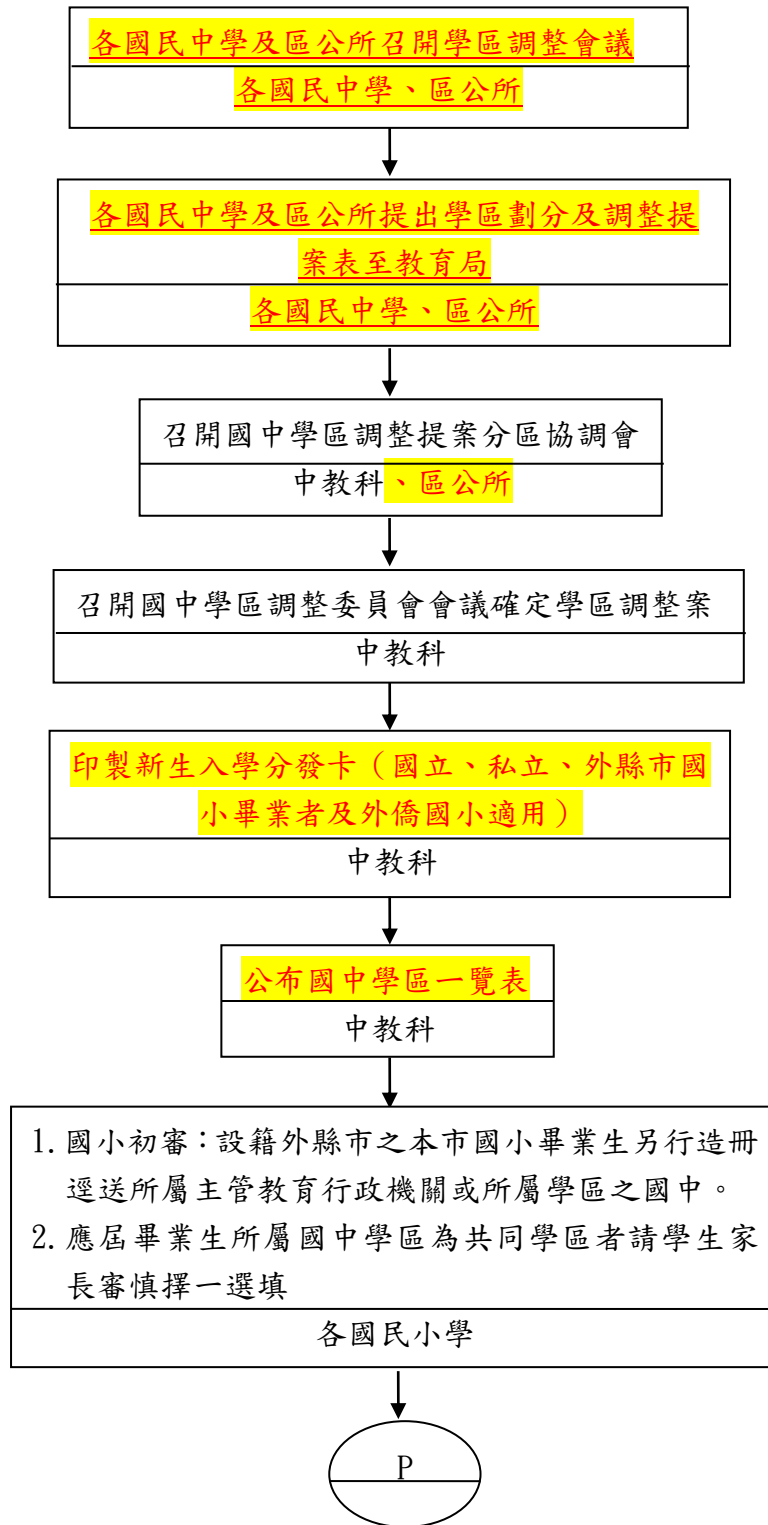 各國民中學及區公所召開學區調整會議
各國民中學、區公所
各國民中學及區公所提出學區劃分及調整提
案表至教育局
各國民中學、區公所
召開國中學區調整提案分區協調會
中教科、區公所
召開國中學區調整委員會會議確定學區調整案
中教科
印製新生入學分發卡（國立、私立、外縣市國
小畢業者及外僑國小適用）
中教科
公布國中學區一覽表
中教科
1. 國小初審：設籍外縣市之本市國小畢業生另行造冊
逕送所屬主管教育行政機關或所屬學區之國中。
2. 應屆畢業生所屬國中學區為共同學區者請學生家
長審慎擇一選填
各國民小學
P